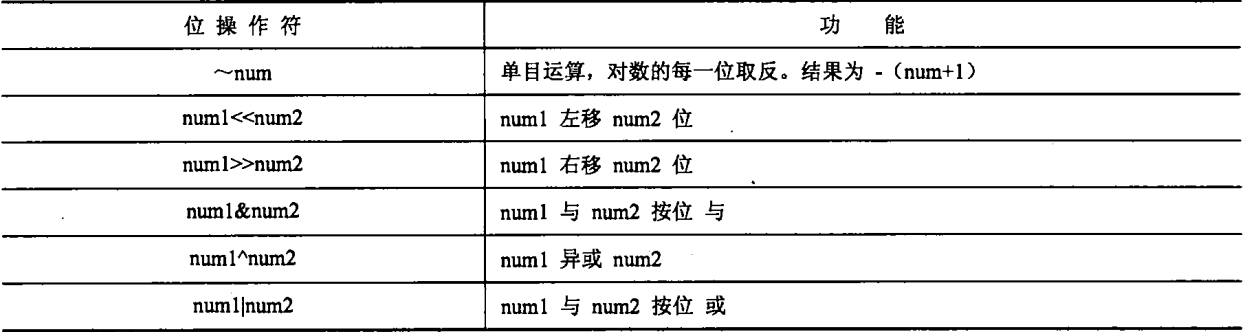 位 操 作 符 功 能
～num 单目运算，对数的每一位取反。结果为 -（num+1）
num1<<num2 num1 左移 num2 位
num1>>num2 num1 右移 num2 位
num1&num2 num1 与 num2 按位 与
num1^num2 num1 异或 num2
num1|num2 num1 与 num2 按位 或